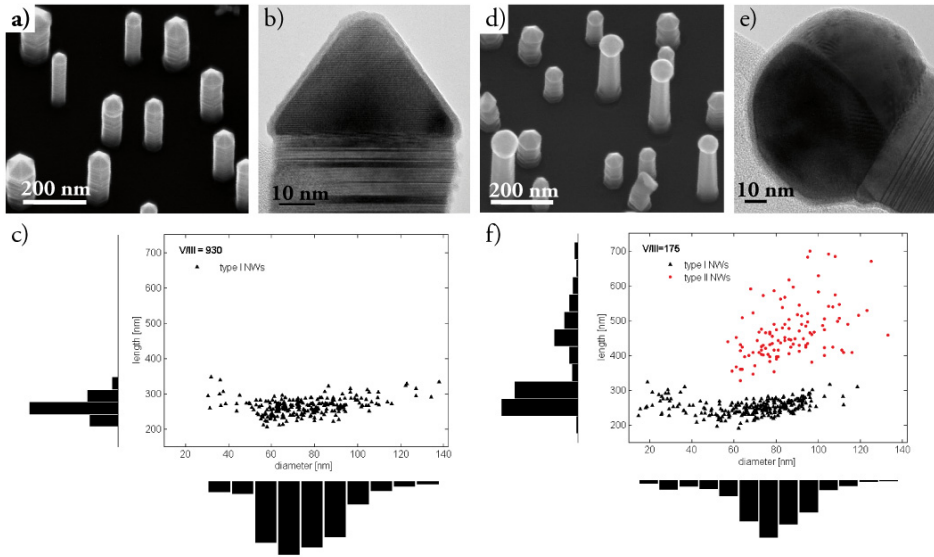 a)
200 nm
b)
10 nm
d)
200 nm
e)
10 nm
c)
V/III = 930
type I NWs
length [nm]
700
600
500
400
300
200
20 40 60 80 100 120 140
diameter [nm]
f)
V/III=175
type I NWs
type II NWs
length [nm]
700
600
500
400
300
200
20 40 60 80 100 120 140
diameter [nm]